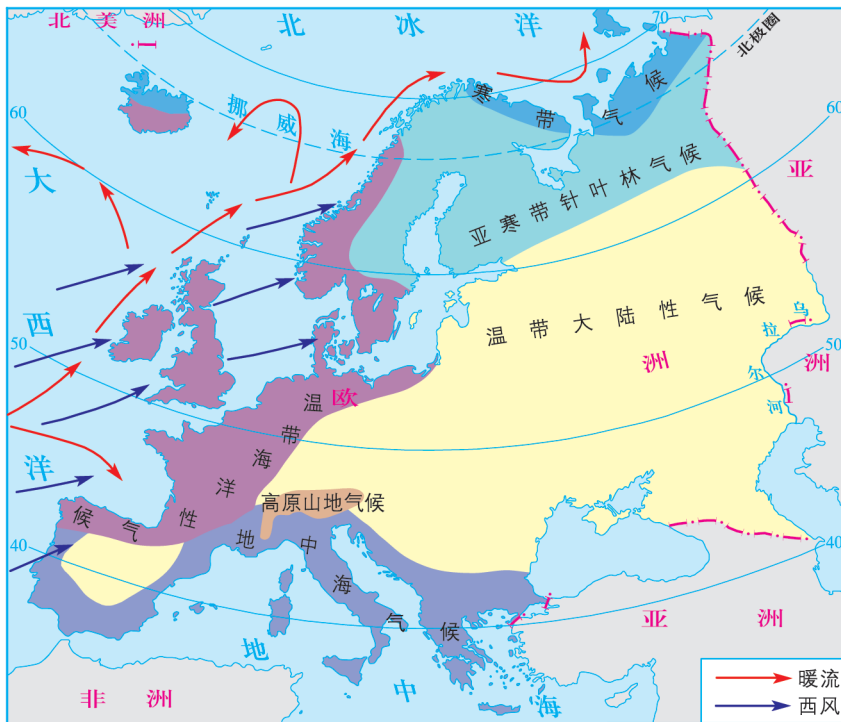 北美洲
北冰洋
70
北极圈
60
挪威海
寒带气候
60
大西洋
亚寒带针叶林气候
亚洲
温带大陆性气候
乌拉尔河
50
欧洲
50
温带海洋性气候
高原山地气候
40
地中海气候
40
地中海
亚洲
非洲
暖流
西风